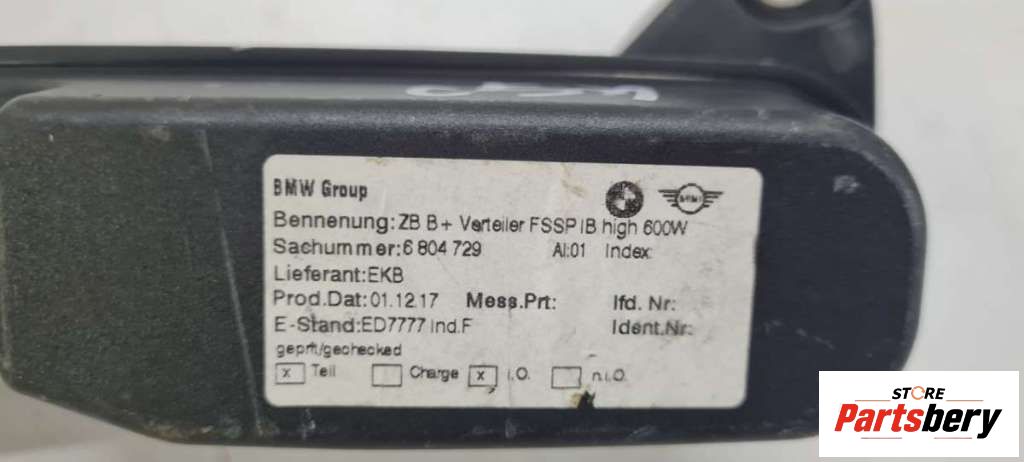 BMW Group
Bennenung:ZB B+ Verteiler FSSP IB high 600W
Sachummer:6 804 729 AI:01 Index:
Lieferant:EKB
Prod.Dat:01.12.17 Mess.Prt: lfd. Nr:
E-Stand:ED7777 Ind.F Ident.Nr:
geprft/gechecked
x Teil Charge x i.O. n.i.O.
STORE
Partsbery